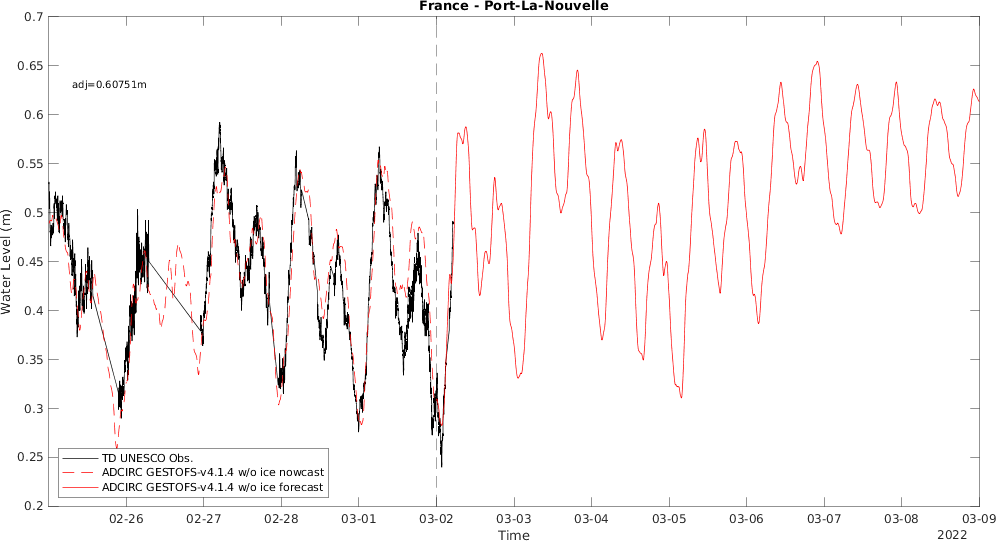 France - Port-La-Nouvelle
0.7
0.65
0.6
0.55
0.5
0.45
0.4
0.35
0.3
0.25
0.2
Water Level (m)
adj=0.60751m
TD UNESCO Obs.
ADCIRC GESTOFS-v4.1.4 w/o ice nowcast
ADCIRC GESTOFS-v4.1.4 w/o ice forecast
02-26 02-27 02-28 03-01 03-02 03-03 03-04 03-05 03-06 03-07 03-08 03-09
Time
2022